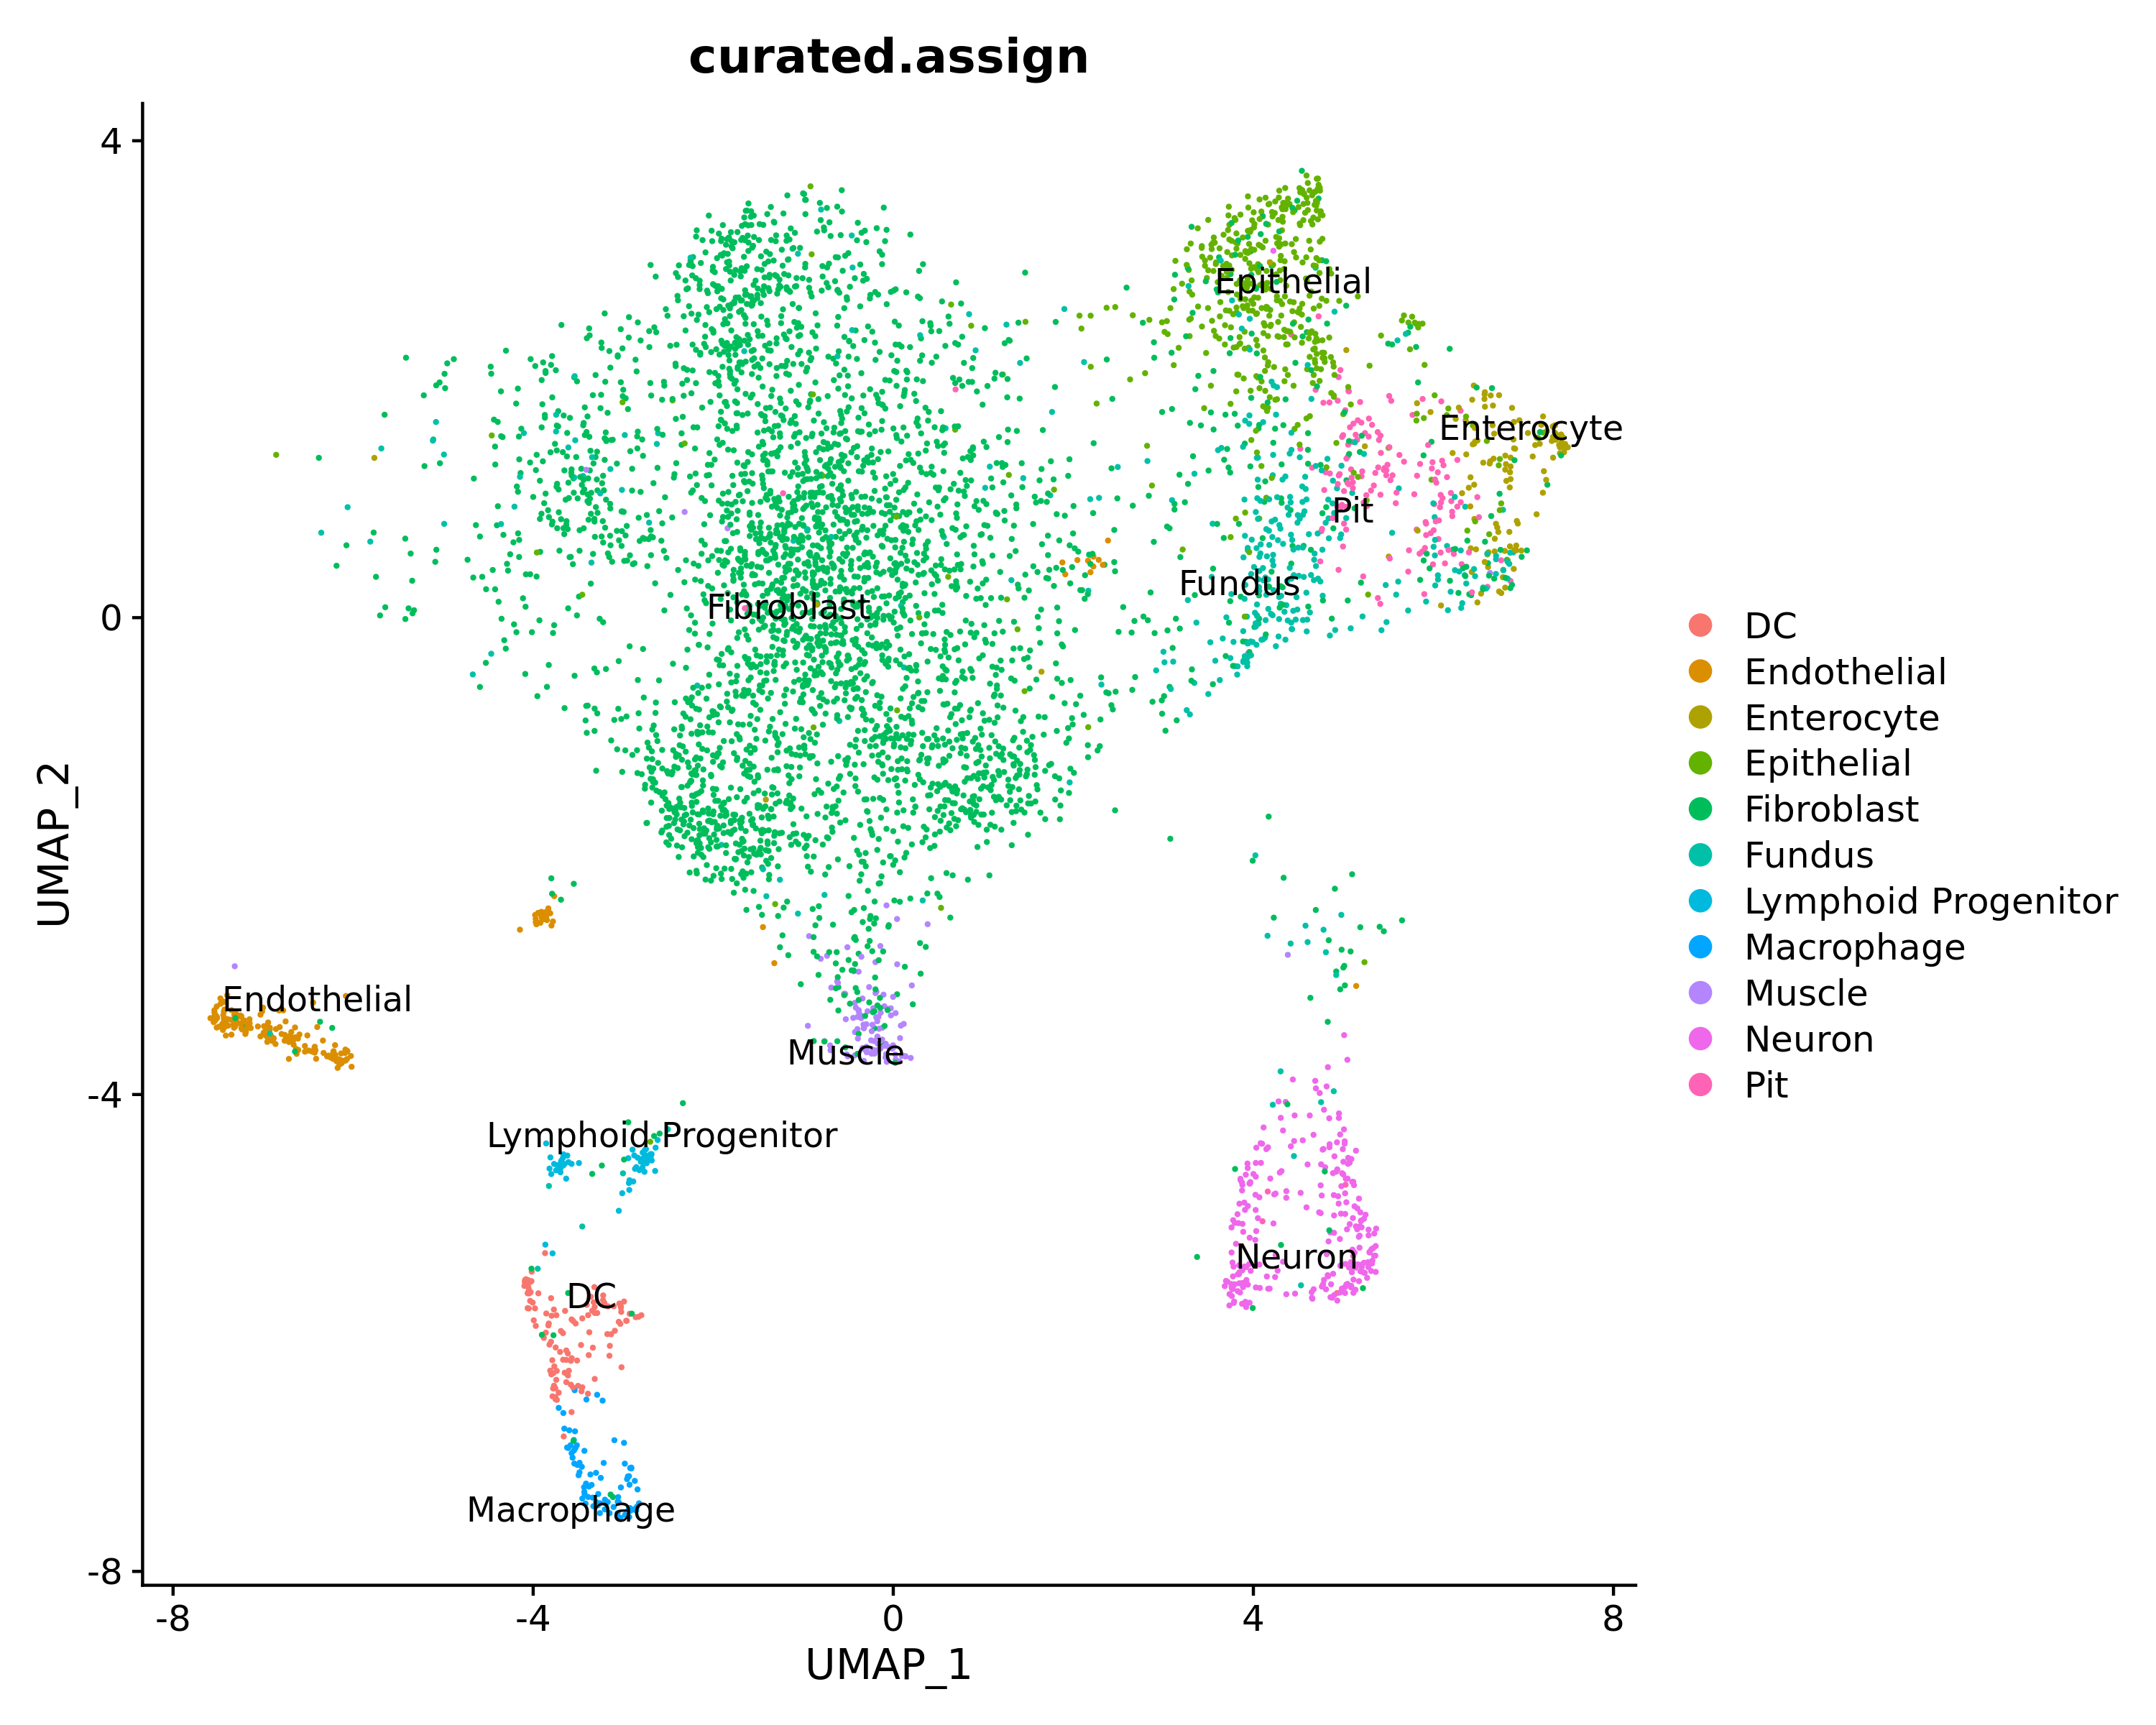 curated.assign
4
0
-4
-8
UMAP_2
Epithelial
Enterocyte
Pit
Fundus
Fibroblast
Endothelial
Muscle
Lymphoid Progenitor
Neuron
DC
Macrophage
-8
-4
0
4
8
UMAP_1
DC
Endothelial
Enterocyte
Epithelial
Fibroblast
Fundus
Lymphoid Progenitor
Macrophage
Muscle
Neuron
Pit